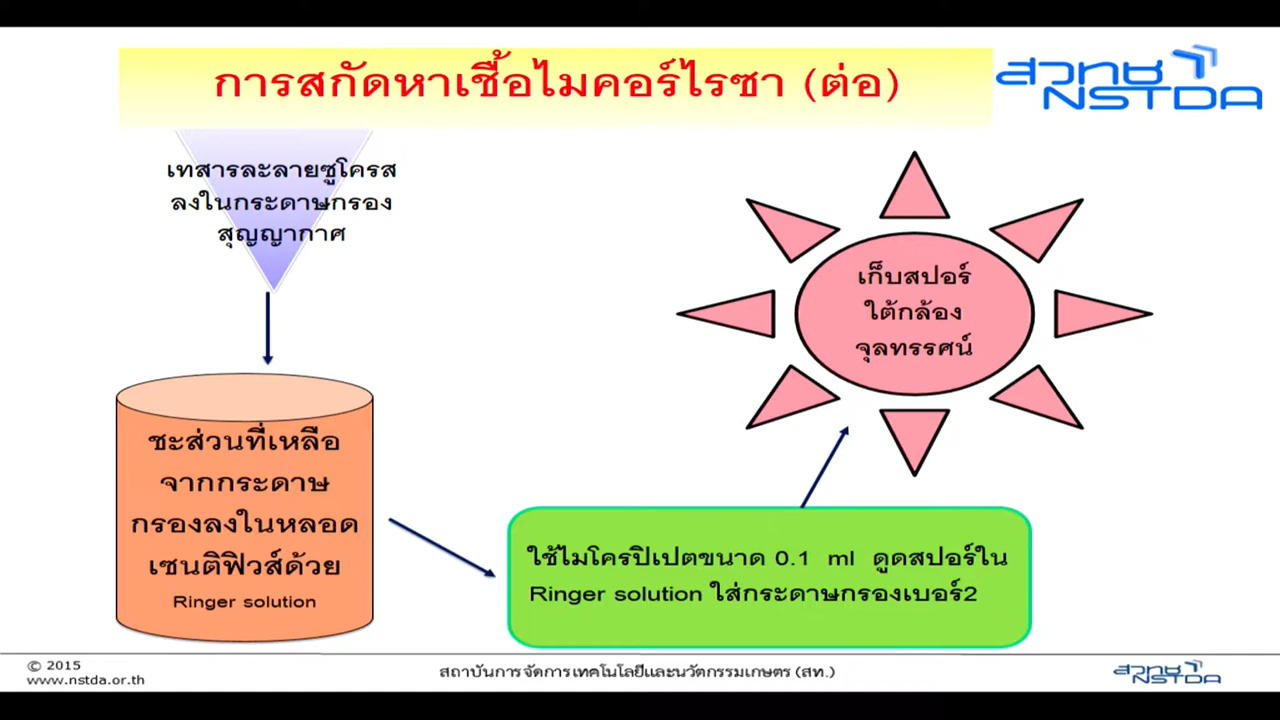 การสกัดหาเชื้อไมคอร์ไรซา (ต่อ)
สวทช
NSTDA
เทสารละลายซูโครส
ลงในกระดาษกรอง
สุญญากาศ
ชะส่วนที่เหลือ
จากกระดาษ
กรองลงในหลอด
เซนติฟิวส์ด้วย
Ringer solution
ใช้ไมโครปิเปตขนาด 0.1 ml ดูดสปอร์ใน
Ringer solution ใส่กระดาษกรองเบอร์2
เก็บสปอร์
ใต้กล้อง
จุลทรรศน์
© 2015
www.nstda.or.th
สถาบันการจัดการเทคโนโลยีและนวัตกรรมเกษตร (สท.)
สวทช
NSTDA